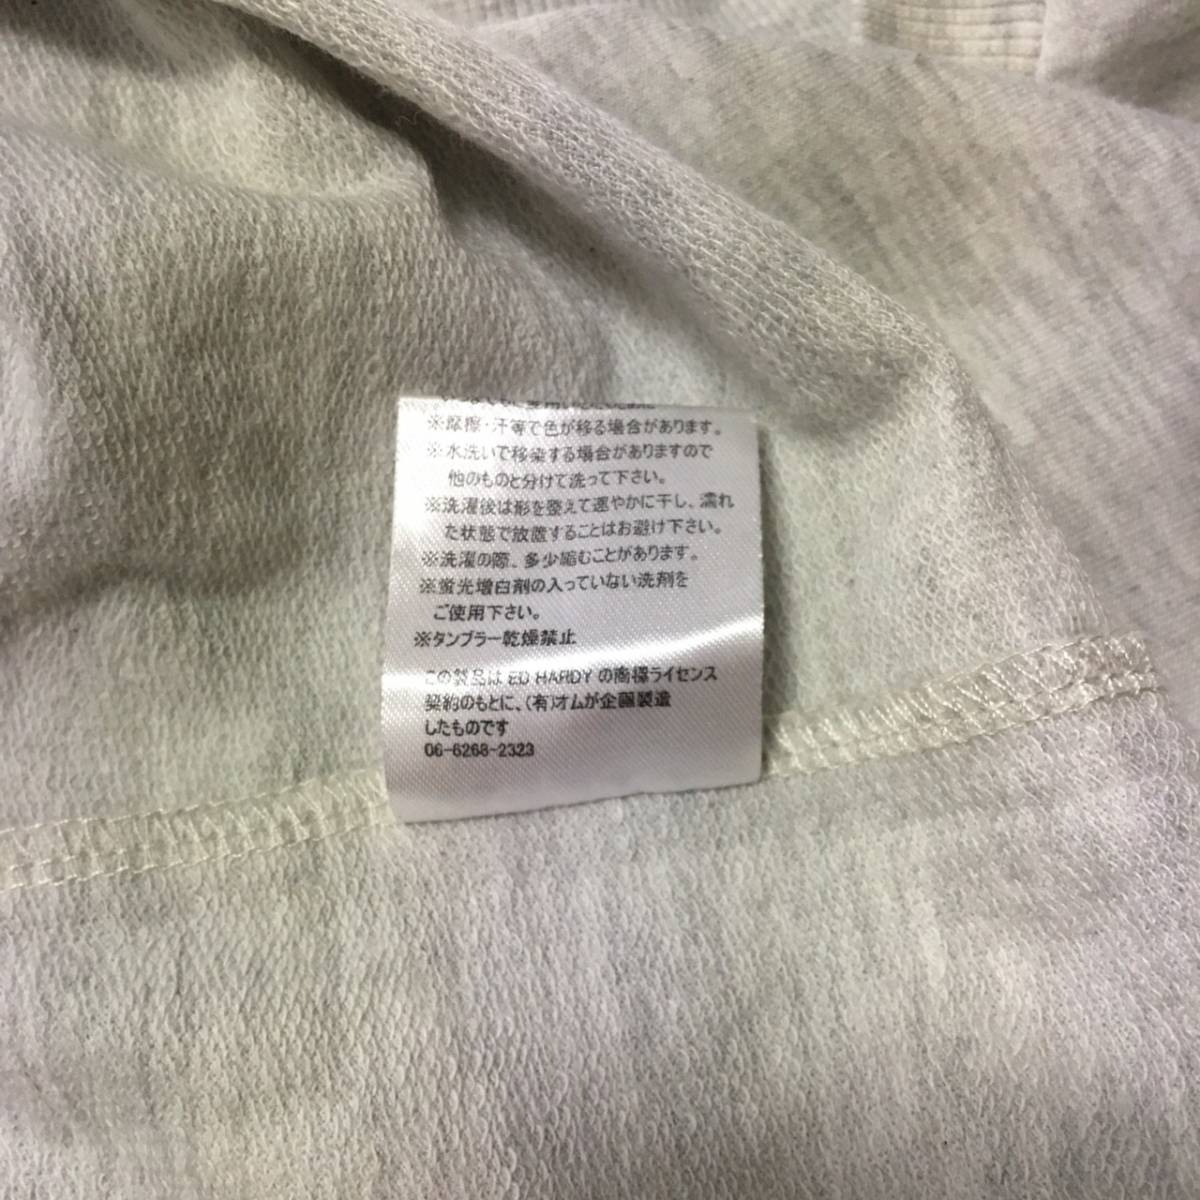 ※摩擦・汗等で色が移る場合があります。
※水洗いで移染する場合がありますので
他のものと分けて洗って下さい。
※洗濯後は形を整えて速やかに干し、濡れ
た状態で放置することはお避け下さい。
※洗濯の際、多少縮むことがあります。
※蛍光増白剤の入っていない洗剤を
ご使用下さい。
※タンブラー乾燥禁止
この製品は ED HARDY の商標ライセンス
契約のもとに、(有)オムが企画製造
したものです
06-6268-2323